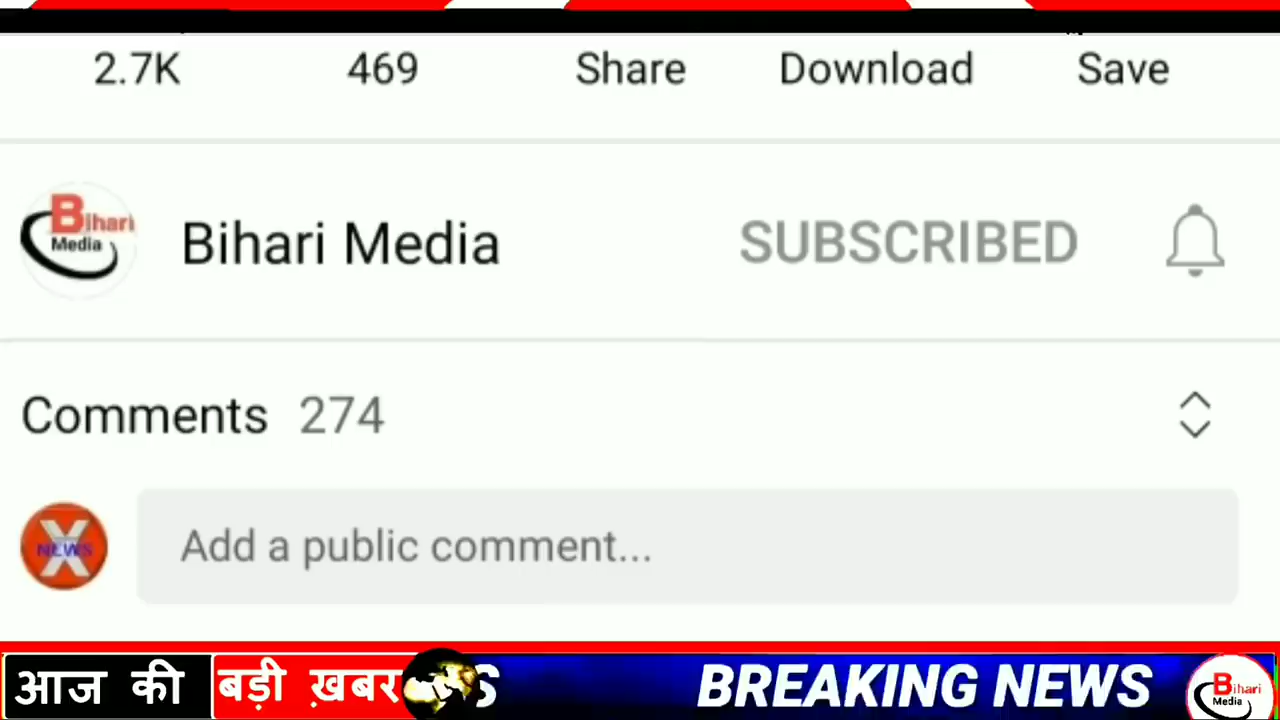 2.7K 469 Share Download Save
Bihari Media
Bihari Media SUBSCRIBED
Comments 274
X NEWS
Add a public comment...
आज की बड़ी ख़बर S BREAKING NEWS
Bihari Media